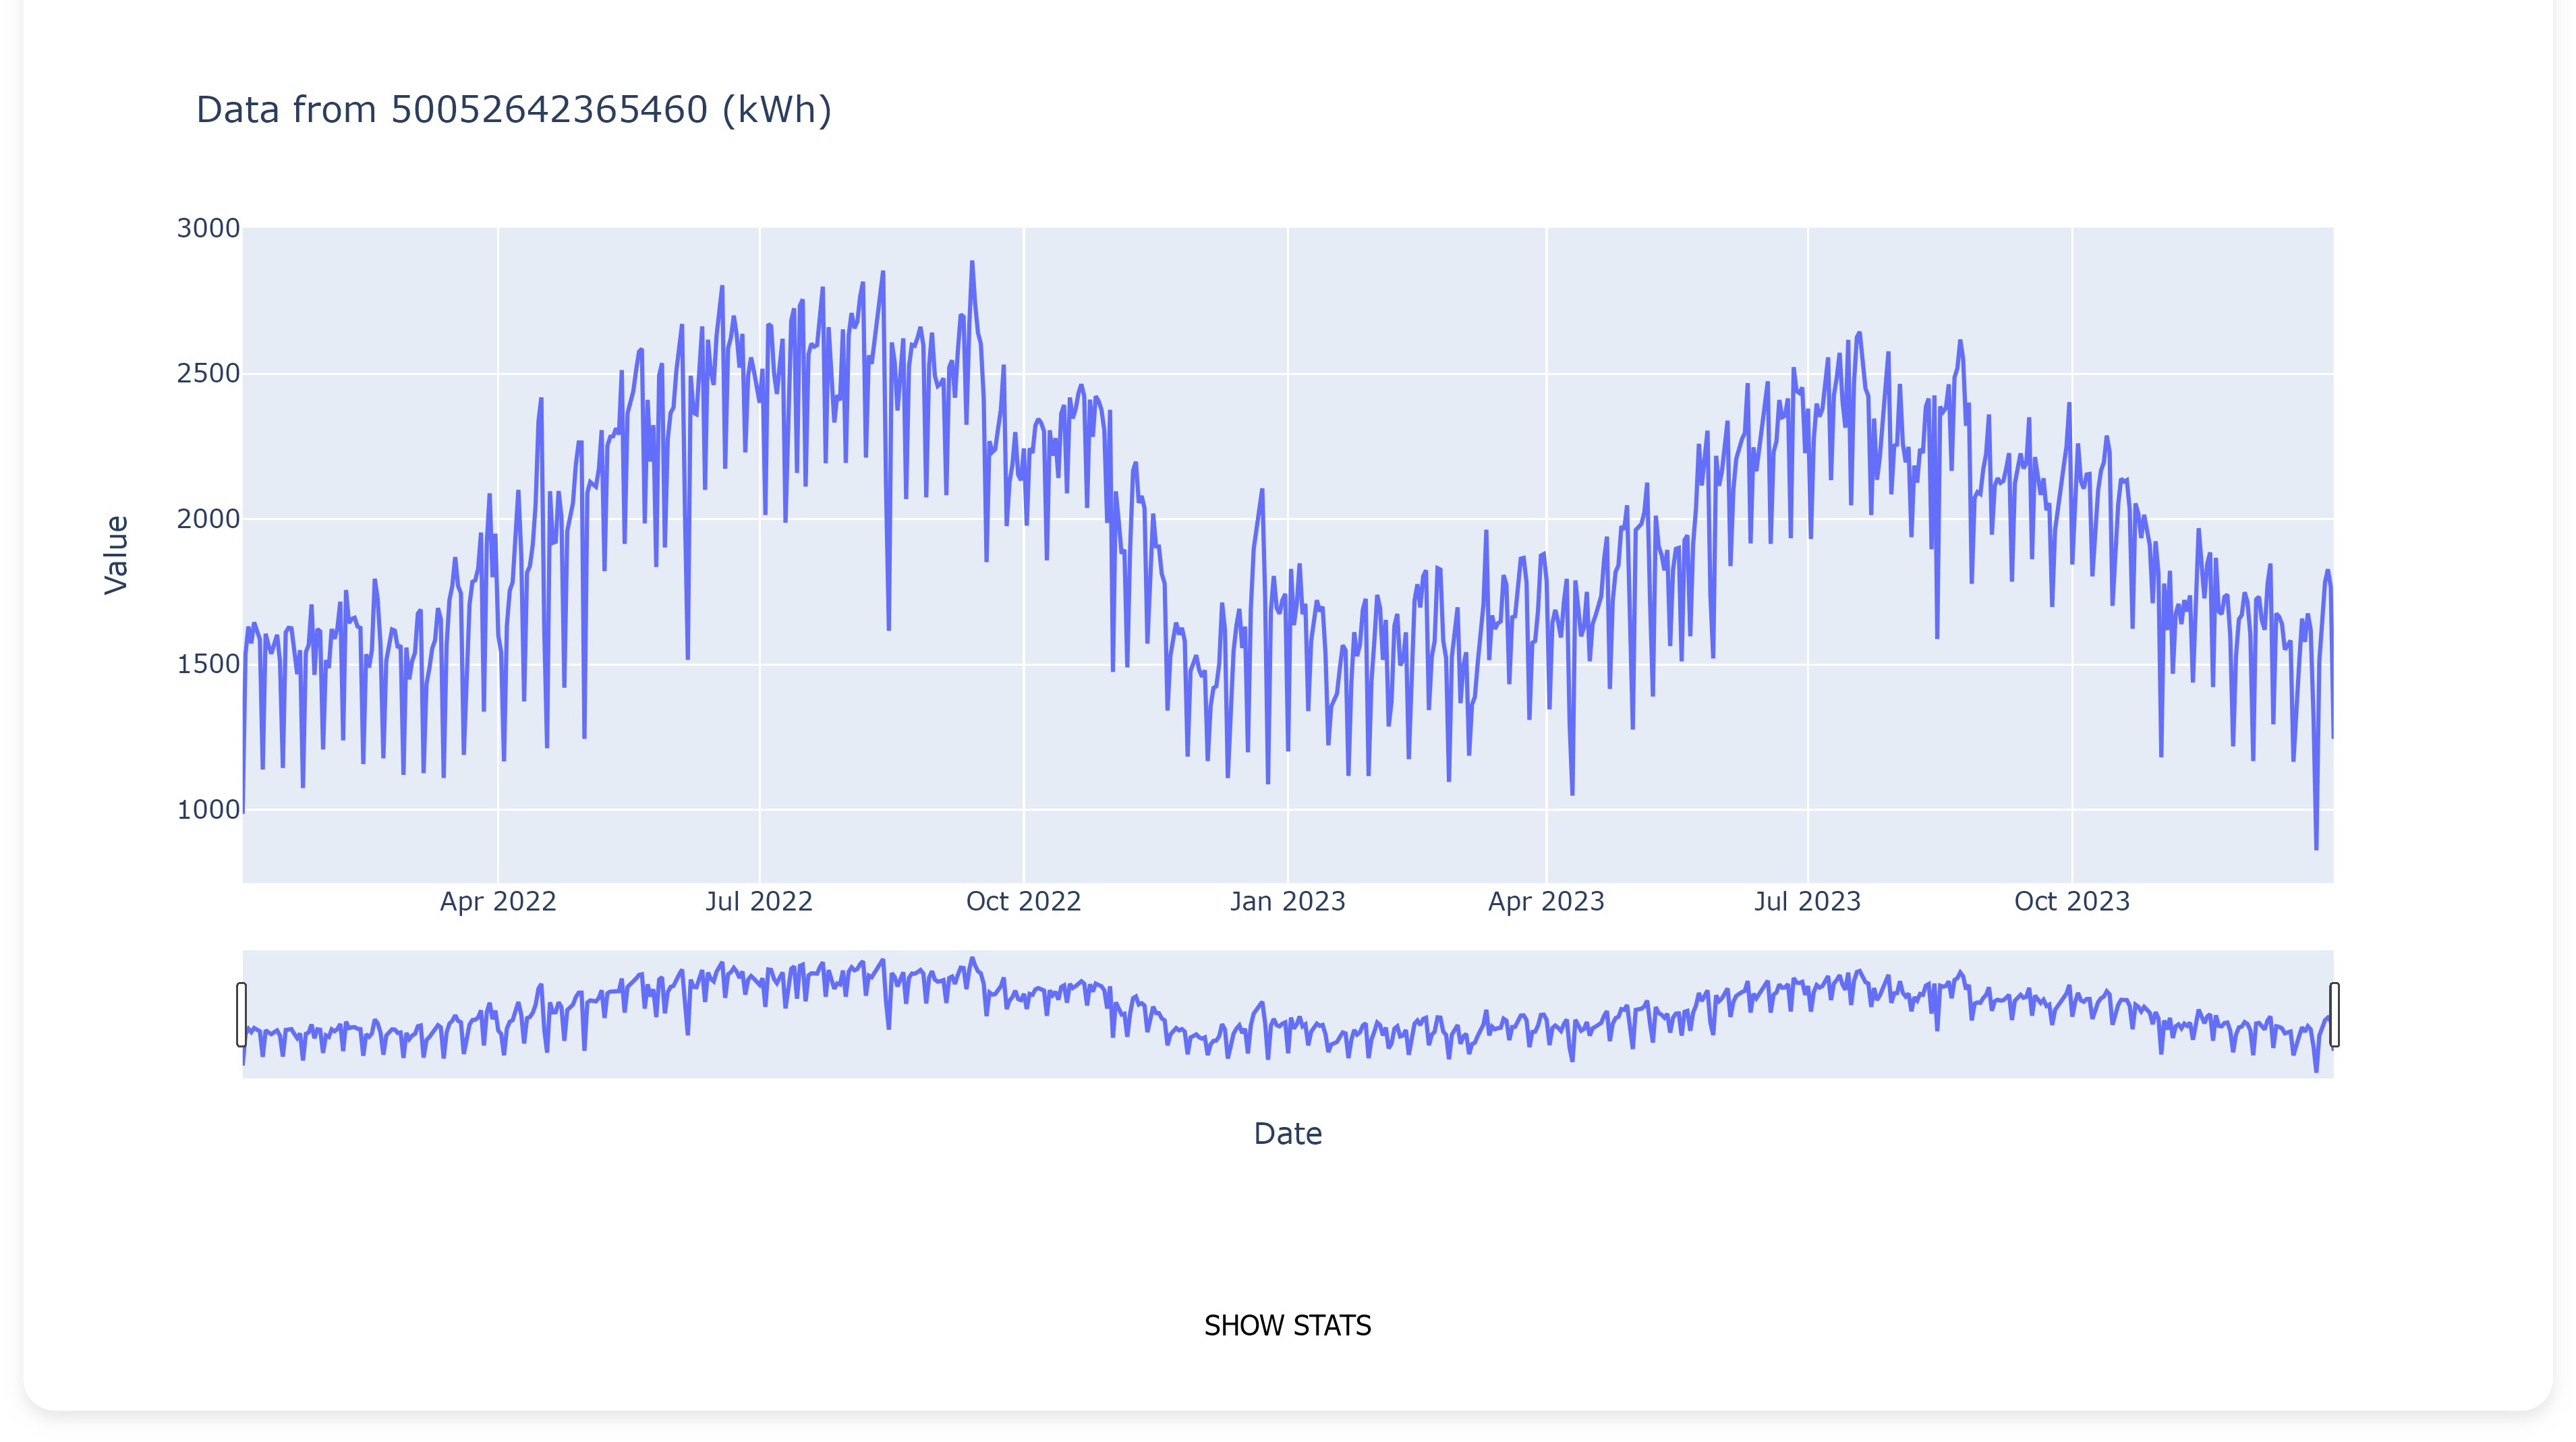 Data from 50052642365460 (kWh)
3000
2500
2000
1500
1000
Value
Apr 2022
Jul 2022
Oct 2022
Jan 2023
Apr 2023
Jul 2023
Oct 2023
Date
SHOW STATS